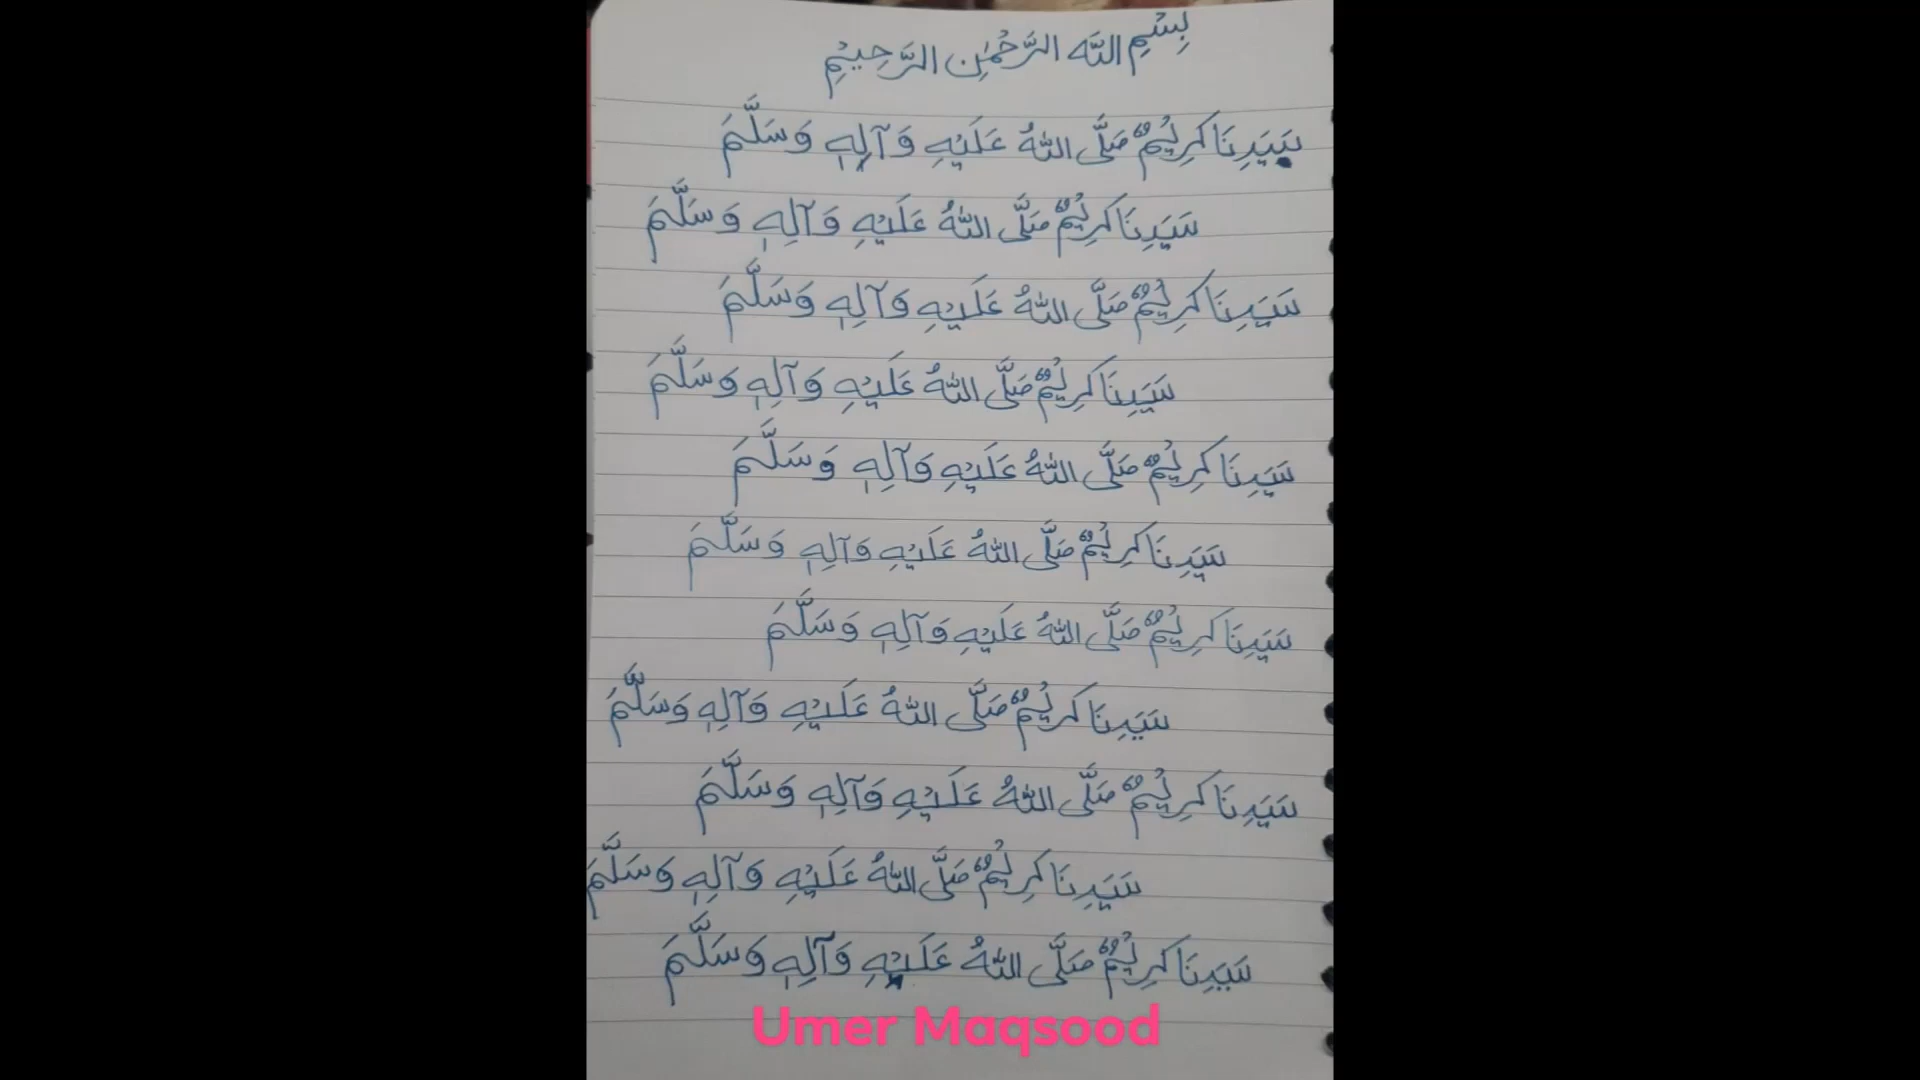 بِسْمِ اللَّه الرَّحْمٰنِ الرَّحِيْمِ
سَيَدِنَا كَرِيْمٌ صَلَّى اللّٰهُ عَلَيْهِ وَآلِهٖ وَسَلَّمَ
سَيَدِنَا كَرِيْمٌ صَلَّى اللّٰهُ عَلَيْهِ وَآلِهٖ وَسَلَّمَ
سَيَدِنَا كَرِيْمٌ صَلَّى اللّٰهُ عَلَيْهِ وَآلِهٖ وَسَلَّمَ
سَيَدِنَا كَرِيْمٌ صَلَّى اللّٰهُ عَلَيْهِ وَآلِهٖ وَسَلَّمَ
سَيَدِنَا كَرِيْمٌ صَلَّى اللّٰهُ عَلَيْهِ وَآلِهٖ وَسَلَّمَ
سَيَدِنَا كَرِيْمٌ صَلَّى اللّٰهُ عَلَيْهِ وَآلِهٖ وَسَلَّمَ
سَيَدِنَا كَرِيْمٌ صَلَّى اللّٰهُ عَلَيْهِ وَآلِهٖ وَسَلَّمَ
سَيَدِنَا كَرِيْمٌ صَلَّى اللّٰهُ عَلَيْهِ وَآلِهٖ وَسَلَّمَ
سَيَدِنَا كَرِيْمٌ صَلَّى اللّٰهُ عَلَيْهِ وَآلِهٖ وَسَلَّمَ
سَيَدِنَا كَرِيْمٌ صَلَّى اللّٰهُ عَلَيْهِ وَآلِهٖ وَسَلَّمَ
سَيَدِنَا كَرِيْمٌ صَلَّى اللّٰهُ عَلَيْهِ وَآلِهٖ وَسَلَّمَ
Umer Maqsood